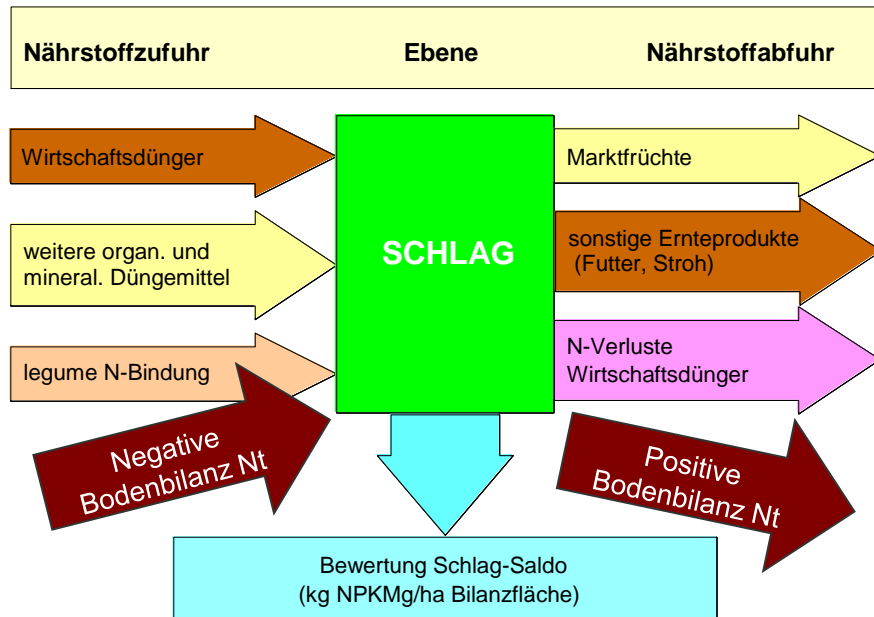 Nährstoffzufuhr Ebene Nährstoffabfuhr
Wirtschaftsdünger
weitere organ. und
mineral. Düngemittel
legume N-Bindung
Negative
Bodenbilanz Nt
SCHLAG
Marktfrüchte
sonstige Ernteprodukte
(Futter, Stroh)
N-Verluste
Wirtschaftsdünger
Positive
Bodenbilanz Nt
Bewertung Schlag-Saldo
(kg NPKMg/ha Bilanzfläche)